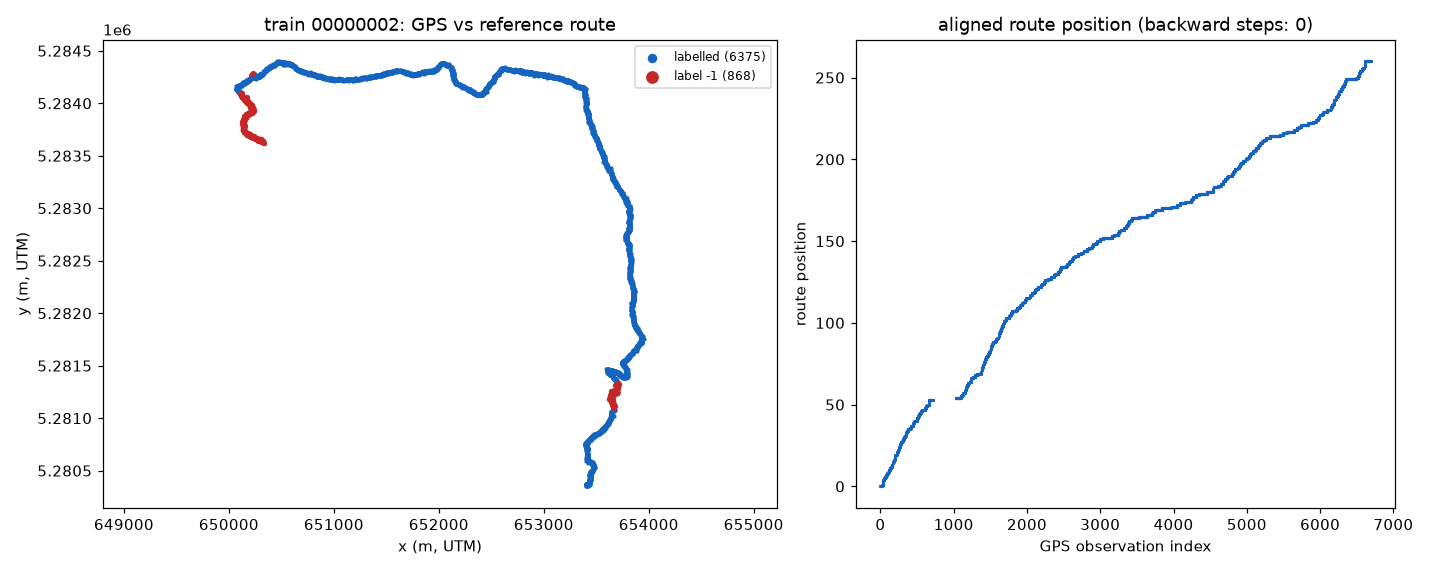 train 00000002: GPS vs reference route
1e6
labelled (6375)
label -1 (868)
5.2845
5.2840
5.2835
5.2830
5.2825
5.2820
5.2815
5.2810
5.2805
y (m, UTM)
649000 650000 651000 652000 653000 654000 655000
x (m, UTM)
aligned route position (backward steps: 0)
250
200
150
100
50
0
route position
0 1000 2000 3000 4000 5000 6000 7000
GPS observation index